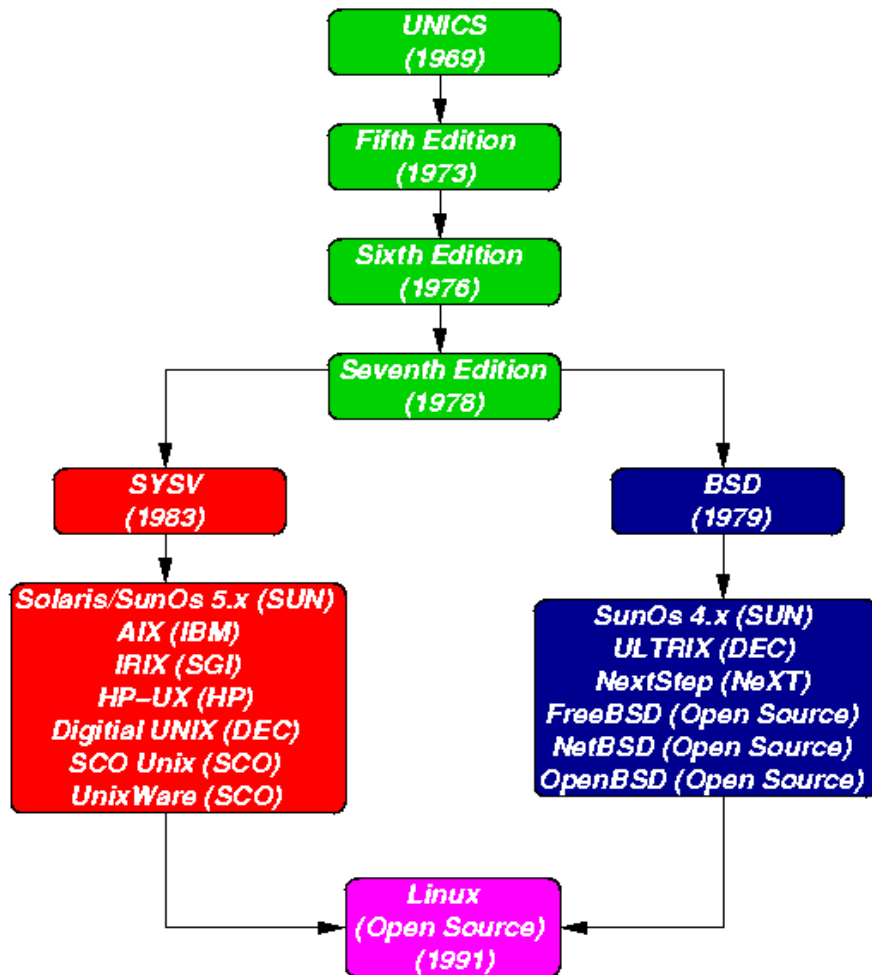 UNICS
(1969)
Fifth Edition
(1973)
Sixth Edition
(1976)
Seventh Edition
(1978)
SYSV
(1983)
BSD
(1979)
Solaris/SunOs 5.x (SUN)
AIX (IBM)
IRIX (SGI)
HP-UX (HP)
Digitial UNIX (DEC)
SCO Unix (SCO)
UnixWare (SCO)
SunOs 4.x (SUN)
ULTRIX (DEC)
NextStep (NeXT)
FreeBSD (Open Source)
NetBSD (Open Source)
OpenBSD (Open Source)
Linux
(Open Source)
(1991)